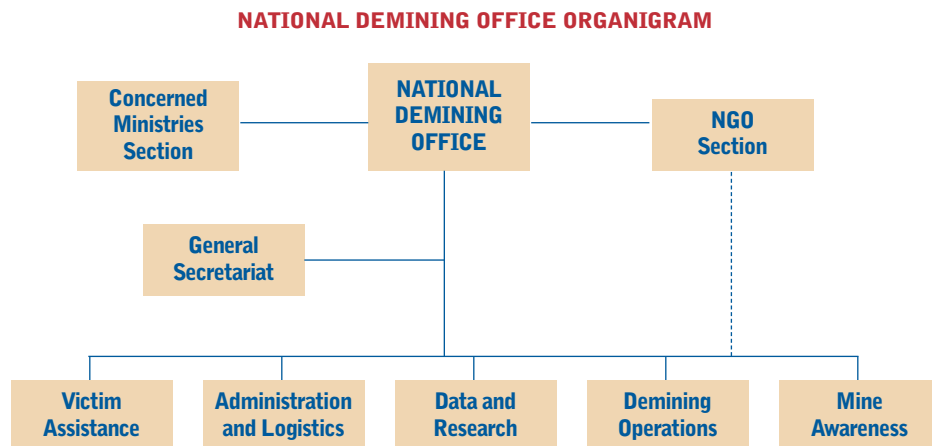 NATIONAL DEMINING OFFICE ORGANIGRAM
Concerned
Ministries
Section
NATIONAL
DEMINING
OFFICE
NGO
Section
General
Secretariat
Victim
Assistance
Administration
and Logistics
Data and
Research
Demining
Operations
Mine
Awareness